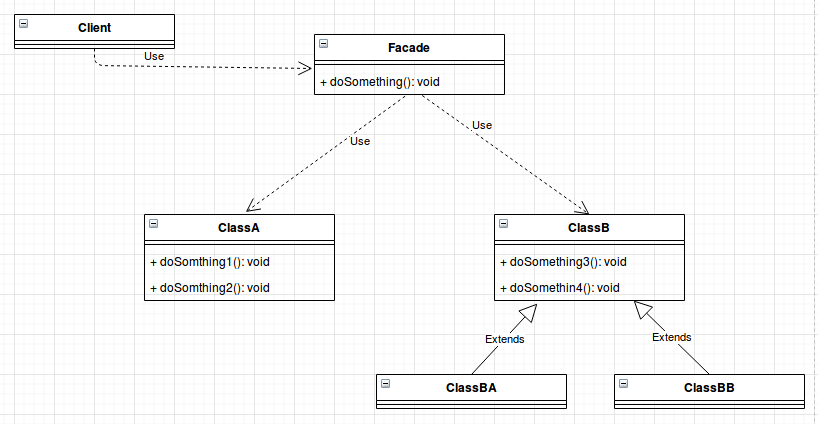 Client
Use
Facade
+ doSomething(): void
Use
Use
ClassA
+ doSomthing1(): void
+ doSomthing2(): void
ClassB
+ doSomething3(): void
+ doSomethin4(): void
Extends
Extends
ClassBA
ClassBB